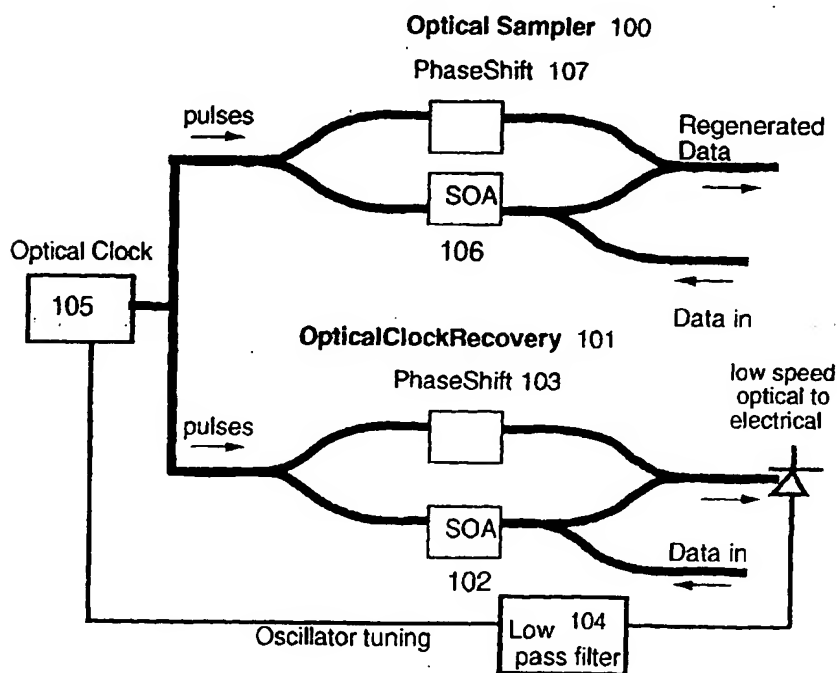 Optical Sampler 100
PhaseShift 107
pulses
Regenerated
Data
SOA
106
Optical Clock
105
Data in
OpticalClockRecovery 101
PhaseShift 103
low speed
optical to
electrical
pulses
SOA
Data in
102
Oscillator tuning
Low 104
pass filter